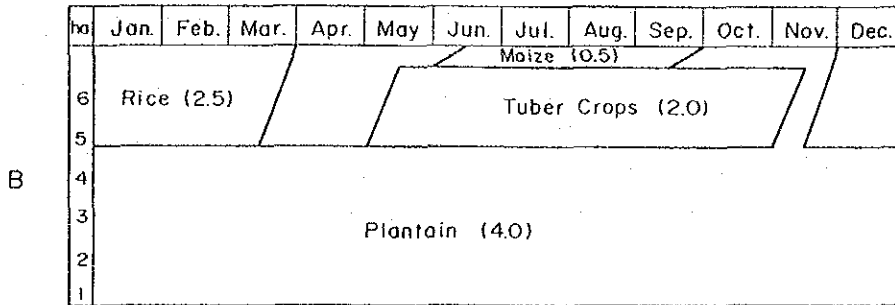 ha Jan. Feb. Mar. Apr. May Jun. Jul. Aug. Sep. Oct. Nov. Dec.
Maize (0.5)
6 Rice (2.5) Tuber Crops (2.0)
5
B 4
3 Plantain (4.0)
2
1